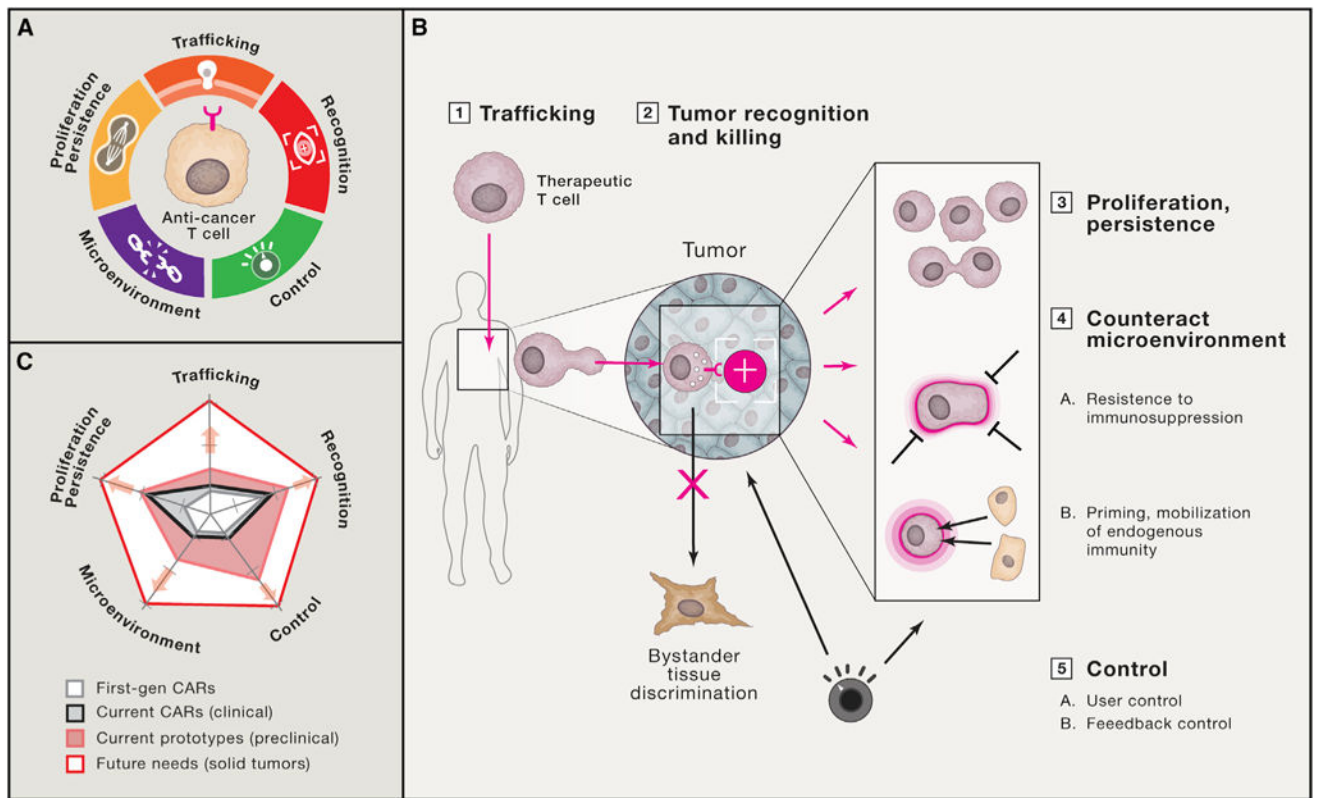 A
Trafficking
Recognition
Control
Microenvironment
Proliferation
Persistence
Anti-cancer
T cell
B
1 Trafficking
2 Tumor recognition
and killing
Therapeutic
T cell
Tumor
Bystander
tissue
discrimination
3 Proliferation,
persistence
4 Counteract
microenvironment
A. Resistence to
immunosuppression
B. Priming, mobilization
of endogenous
immunity
5 Control
A. User control
B. Feeedback control
C
Trafficking
Recognition
Control
Microenvironment
Proliferation
Persistence
First-gen CARs
Current CARs (clinical)
Current prototypes (preclinical)
Future needs (solid tumors)